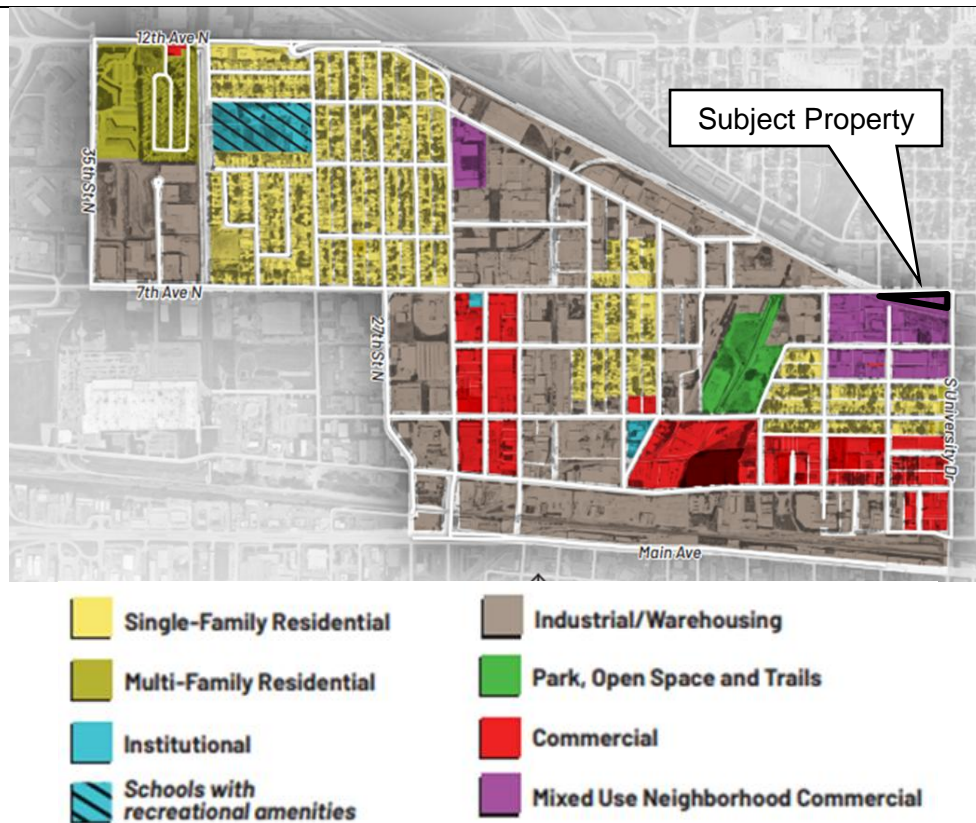 12th Ave N
Subject Property
35th St N
7th Ave N
27th St N
S University Dr
Main Ave
Single-Family Residential
Multi-Family Residential
Institutional
Schools with
recreational amenities
Industrial/Warehousing
Park, Open Space and Trails
Commercial
Mixed Use Neighborhood Commercial